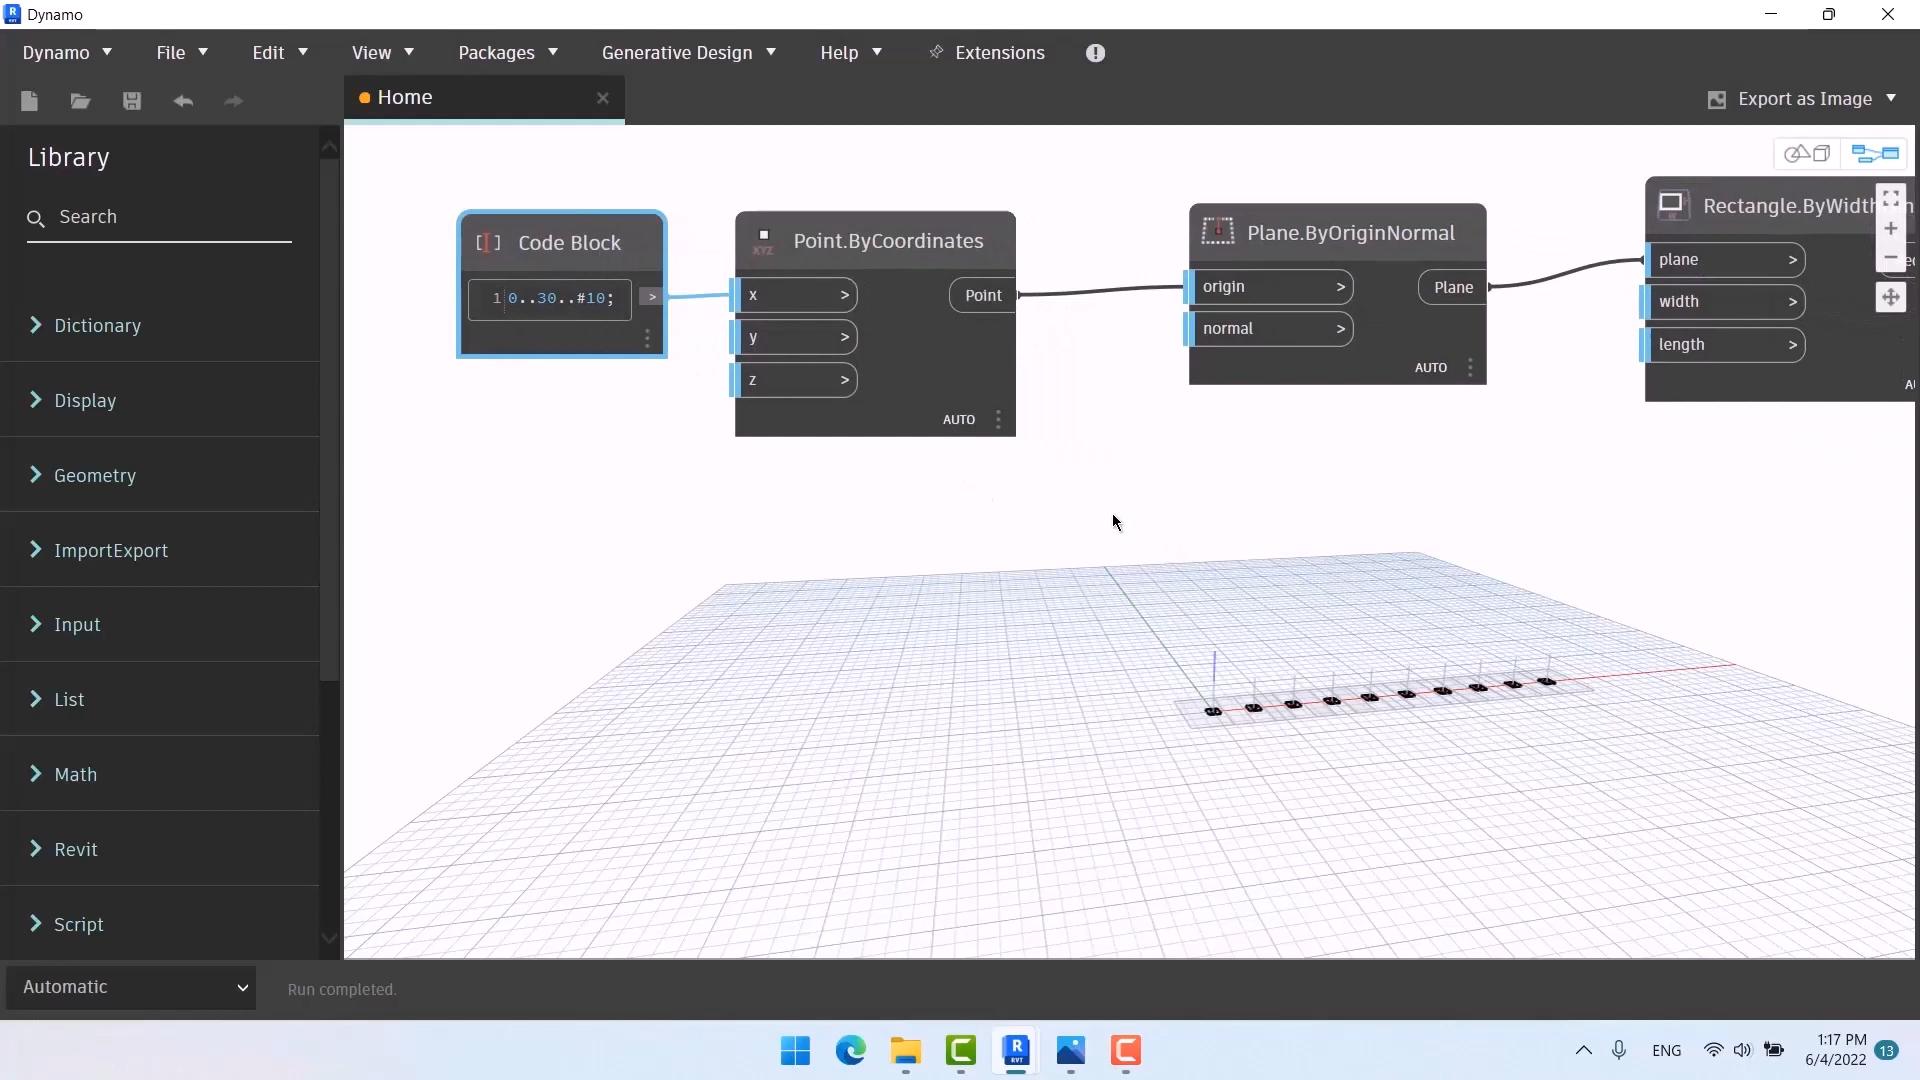 Dynamo
Dynamo File Edit View Packages Generative Design Help Extensions
Home
Export as Image
Library
Search
Dictionary
Display
Geometry
ImportExport
Input
List
Math
Revit
Script
Code Block
1 0..30..#10;
>
Point.ByCoordinates
XYZ
x >
y >
z >
Point
AUTO
Plane.ByOriginNormal
origin >
normal >
Plane
AUTO
Rectangle.ByWidth
plane >
width >
length >
Automatic
Run completed.
R
RVT
ENG
1:17 PM
6/4/2022
13